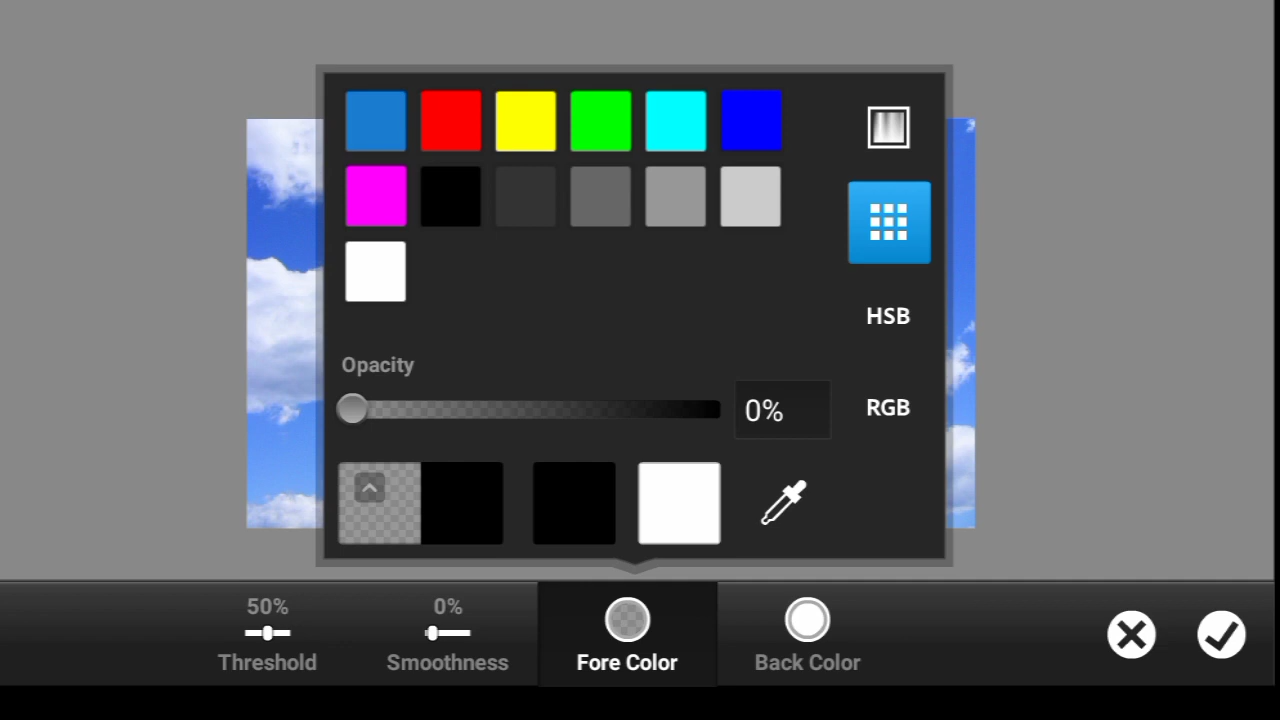 HSB
Opacity
0%
RGB
50%
0%
Threshold
Smoothness
Fore Color
Back Color